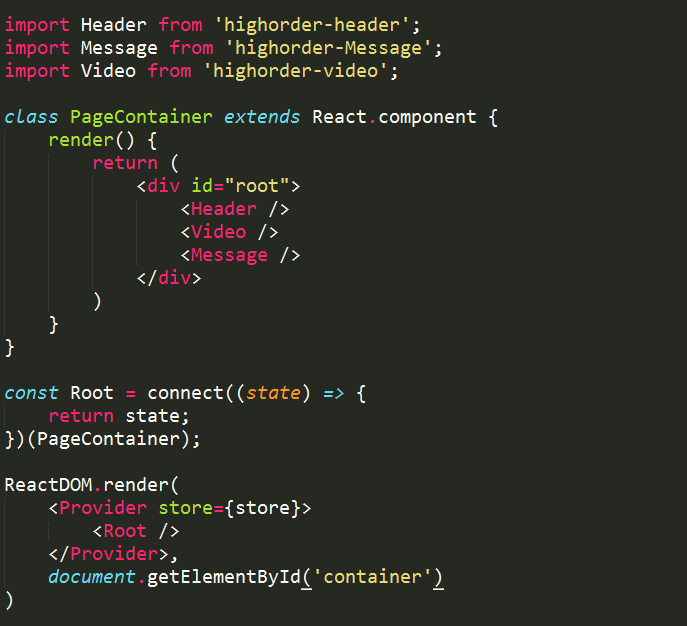 import Header from 'highorder-header';
import Message from 'highorder-Message';
import Video from 'highorder-video';

class PageContainer extends React.component {
    render() {
        return (
            <div id="root">
                <Header />
                <Video />
                <Message />
            </div>
        )
    }
}

const Root = connect((state) => {
    return state;
})(PageContainer);

ReactDOM.render(
    <Provider store={store}>
        <Root />
    </Provider>,
    document.getElementById('container')
)